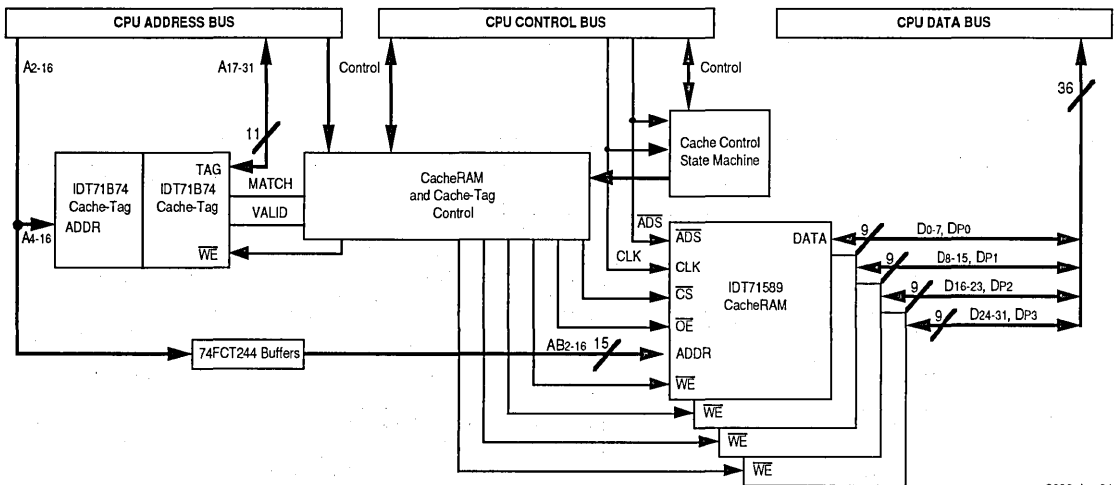 CPU ADDRESS BUS
CPU CONTROL BUS
CPU DATA BUS
A2-16
A17-31
Control
Control
36
11
TAG
MATCH
VALID
WE
IDT71B74
Cache-Tag
ADDR
IDT71B74
Cache-Tag
A4-16
CacheRAM
and Cache-Tag
Control
Cache Control
State Machine
ADS
ADS
CLK
CLK
CS
OE
ADDR
WE
DATA
IDT71589
CacheRAM
9
D0-7, DP0
9
D8-15, DP1
9
D16-23, DP2
9
D24-31, DP3
74FCT244 Buffers
AB2-16
15
WE
WE
WE